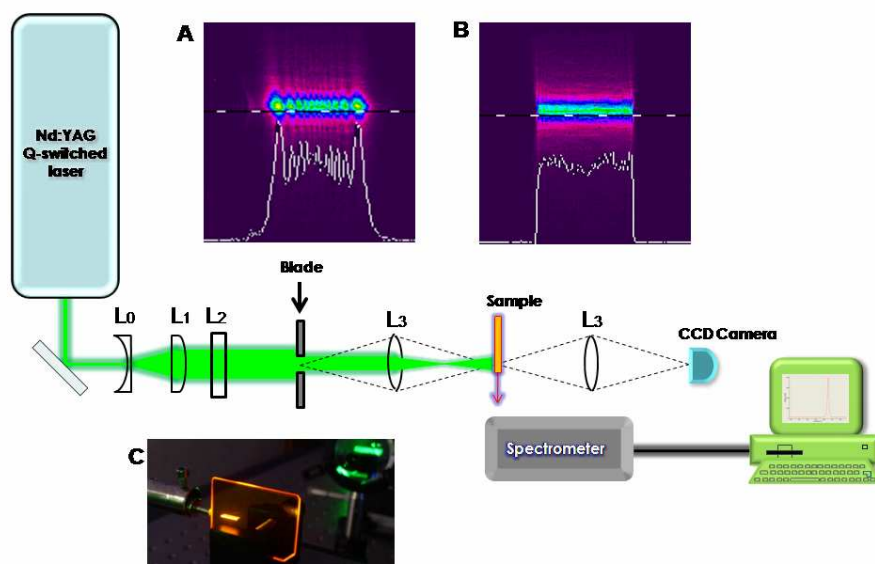 A
B
Nd:YAG
Q-switched
laser
Blade
L0
L1
L2
L3
Sample
L3
CCD Camera
Spectrometer
C